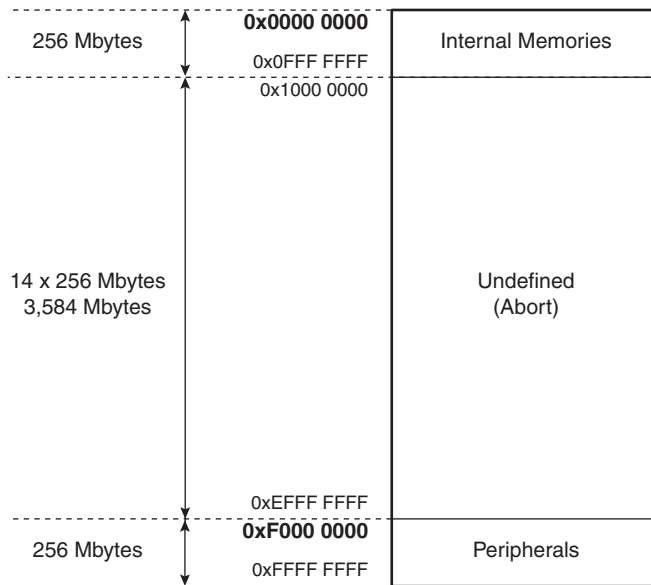 256 Mbytes
0x0000 0000
0x0FFF FFFF
Internal Memories
0x1000 0000
14 x 256 Mbytes
3,584 Mbytes
Undefined
(Abort)
0xEFFF FFFF
256 Mbytes
0xF000 0000
0xFFFF FFFF
Peripherals